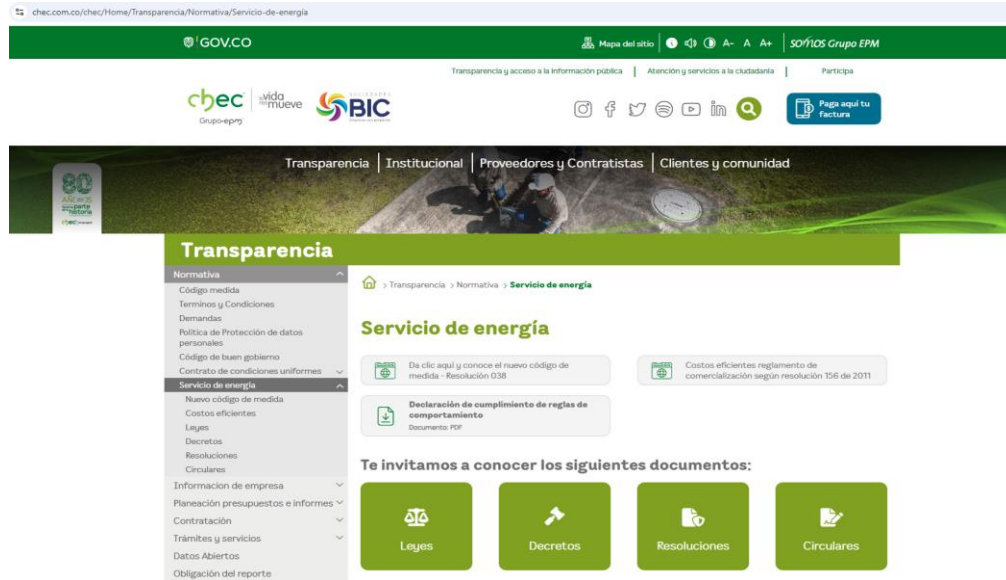 chec.com.co/chec/Home/Transparencia/Normativa/Servicio-de-energía
GOV.CO
Mapa del sitio
A- A A+
somos Grupo EPM
Transparencia y acceso a la información pública | Atención y servicios a la ciudadanía | Participa
chec
Grupo·epm
BIC
Paga aquí tu
factura
Transparencia | Institucional | Proveedores y Contratistas | Clientes y comunidad
80
Transparencia
Normativa
Código medida
Terminos y Condiciones
Demandas
Política de Protección de datos
personales
Código de buen gobierno
Contrato de condiciones uniformes
Servicio de energía
Nuevo código de medida
Costos eficientes
Leyes
Decretos
Resoluciones
Circulares
Informacion de empresa
Planeación presupuestos e informes
Contratación
Trámites y servicios
Datos Abiertos
Obligación del reporte
> Transparencia > Normativa > Servicio de energía
Servicio de energía
Da clic aquí y conoce el nuevo código de
medida - Resolución 038
Costos eficientes reglamento de
comercialización según resolución 156 de 2011
Declaración de cumplimiento de reglas de
comportamiento
Documento: PDF
Te invitamos a conocer los siguientes documentos:
Leyes
Decretos
Resoluciones
Circulares